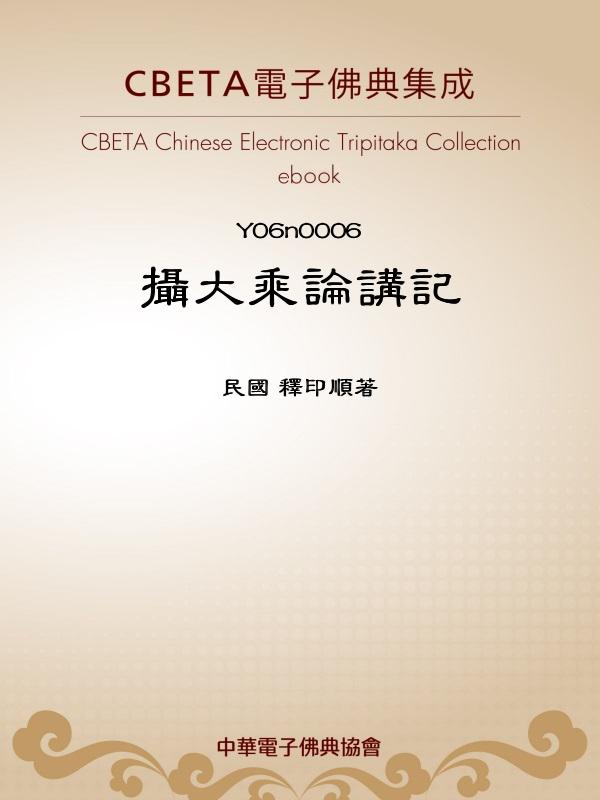 CBETA電子佛典集成
CBETA Chinese Electronic Tripitaka Collection
ebook
Y06n0006
攝大乘論講記
民國 釋印順著
中華電子佛典協會